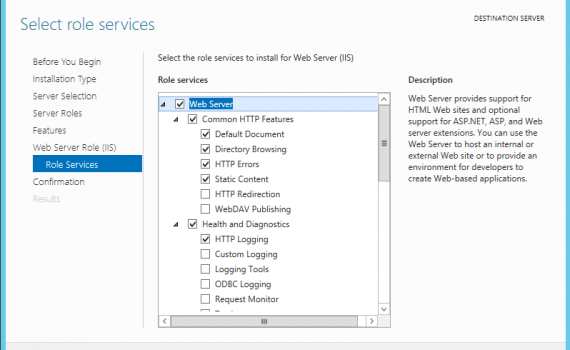 Select role services
DESTINATION SERVER
Before You Begin
Installation Type
Server Selection
Server Roles
Features
Web Server Role (IIS)
Role Services
Confirmation
Results
Select the role services to install for Web Server (IIS)
Role services
Web Server
Common HTTP Features
Default Document
Directory Browsing
HTTP Errors
Static Content
HTTP Redirection
WebDAV Publishing
Health and Diagnostics
HTTP Logging
Custom Logging
Logging Tools
ODBC Logging
Request Monitor
Description
Web Server provides support for
HTML Web sites and optional
support for ASP.NET, ASP, and Web
server extensions. You can use the
Web Server to host an internal or
external Web site or to provide an
environment for developers to
create Web-based applications.